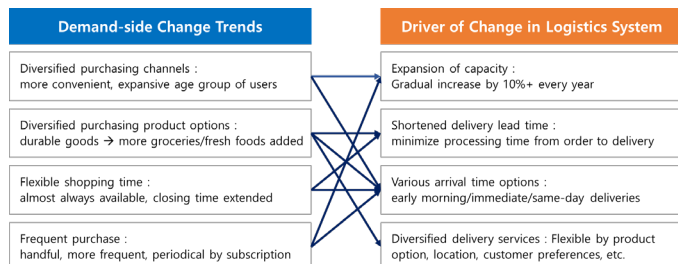 Demand-side Change Trends
Diversified purchasing channels :
more convenient, expansive age group of users
Diversified purchasing product options :
durable goods → more groceries/fresh foods added
Flexible shopping time :
almost always available, closing time extended
Frequent purchase :
handful, more frequent, periodical by subscription
Driver of Change in Logistics System
Expansion of capacity :
Gradual increase by 10%+ every year
Shortened delivery lead time :
minimize processing time from order to delivery
Various arrival time options :
early morning/immediate/same-day deliveries
Diversified delivery services : Flexible by product
option, location, customer preferences, etc.